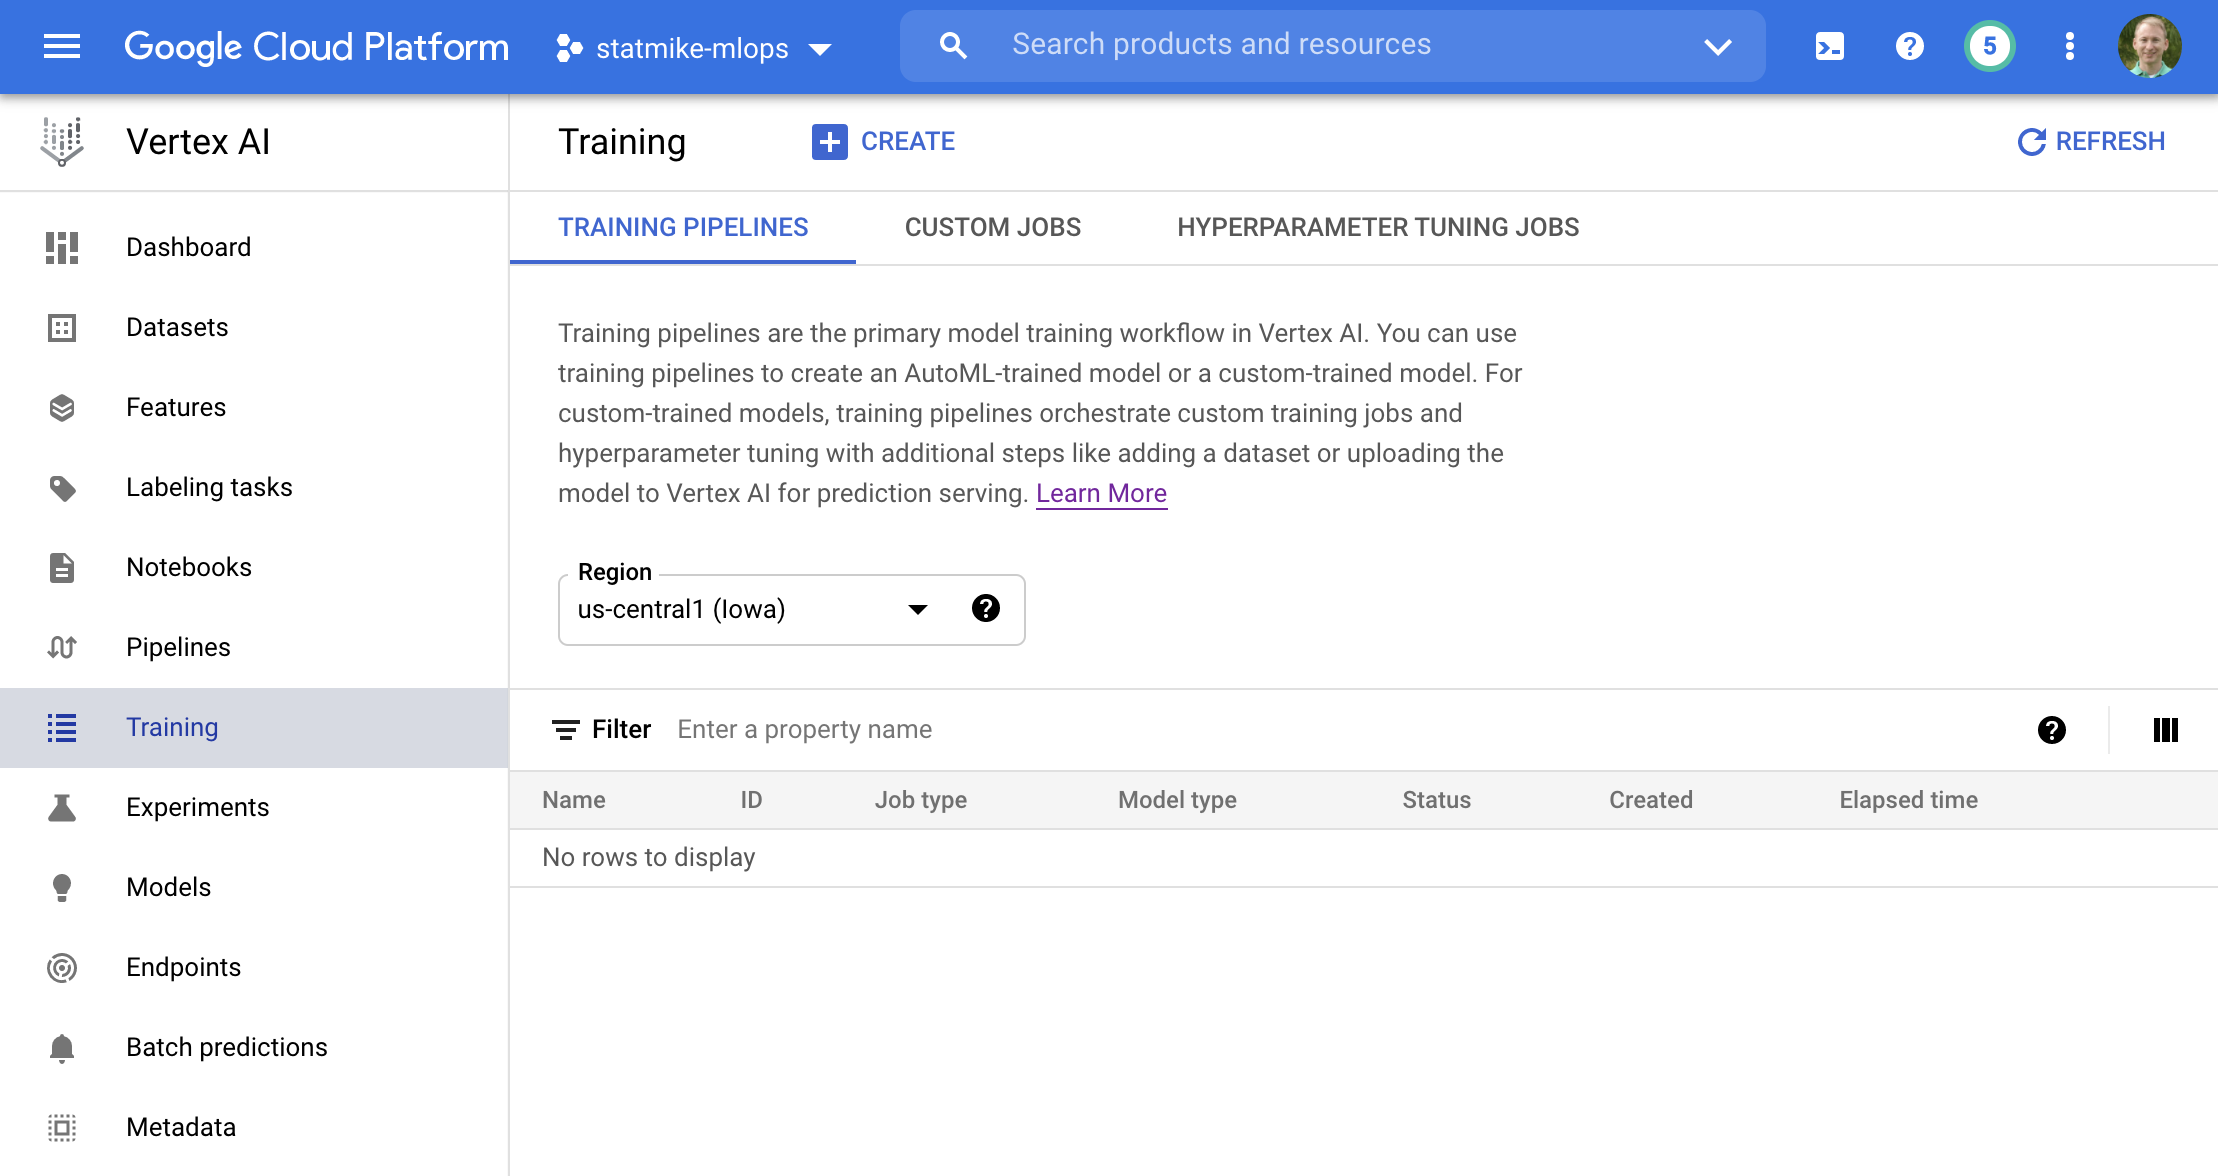 Google Cloud Platform
statmike-mlops
Search products and resources
5
Vertex AI
Training
CREATE
REFRESH
Dashboard
Datasets
Features
Labeling tasks
Notebooks
Pipelines
Training
Experiments
Models
Endpoints
Batch predictions
Metadata
TRAINING PIPELINES
CUSTOM JOBS
HYPERPARAMETER TUNING JOBS
Training pipelines are the primary model training workflow in Vertex AI. You can use
training pipelines to create an AutoML-trained model or a custom-trained model. For
custom-trained models, training pipelines orchestrate custom training jobs and
hyperparameter tuning with additional steps like adding a dataset or uploading the
model to Vertex AI for prediction serving. Learn More
Region
us-central1 (Iowa)
Filter Enter a property name
Name ID Job type Model type Status Created Elapsed time
No rows to display